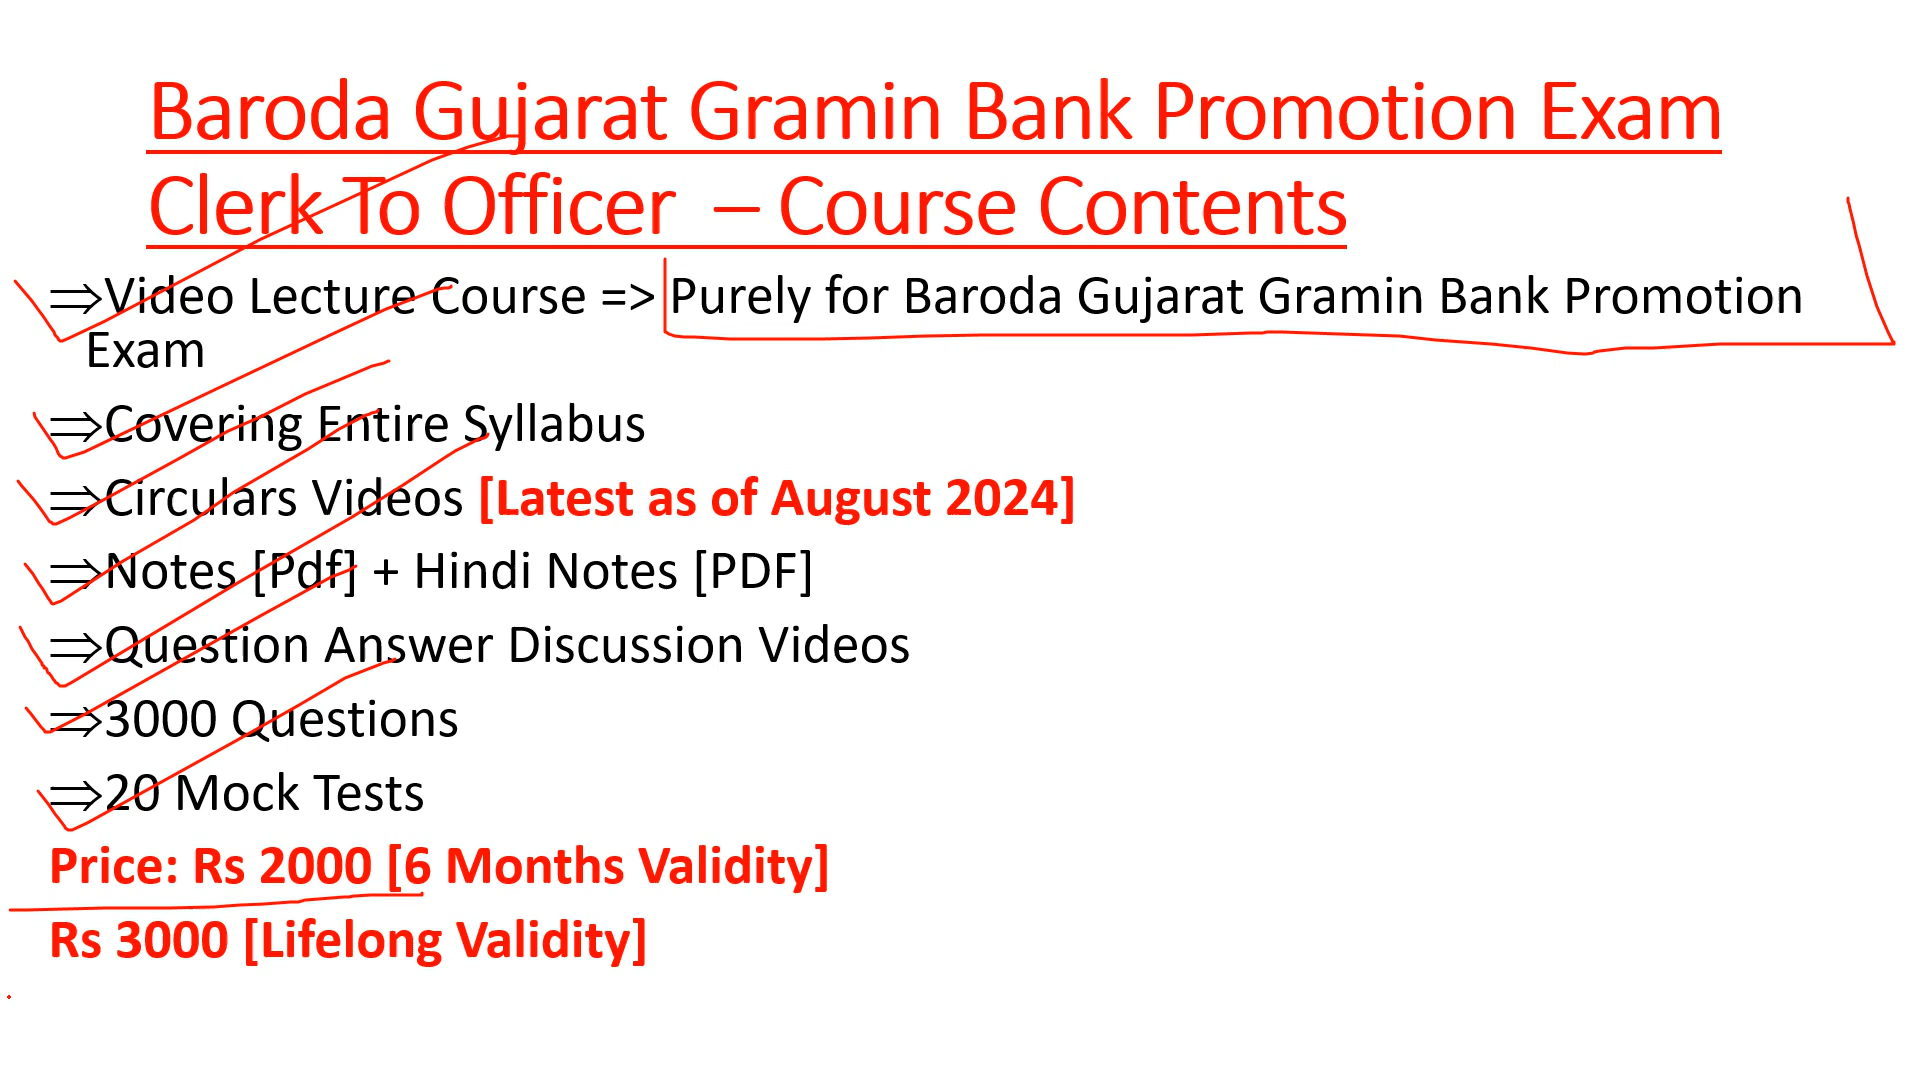 Baroda Gujarat Gramin Bank Promotion Exam
Clerk To Officer – Course Contents
⇒Video Lecture Course => Purely for Baroda Gujarat Gramin Bank Promotion
Exam
⇒Covering Entire Syllabus
⇒Circulars Videos [Latest as of August 2024]
⇒Notes [Pdf] + Hindi Notes [PDF]
⇒Question Answer Discussion Videos
⇒3000 Questions
⇒20 Mock Tests
Price: Rs 2000 [6 Months Validity]
Rs 3000 [Lifelong Validity]